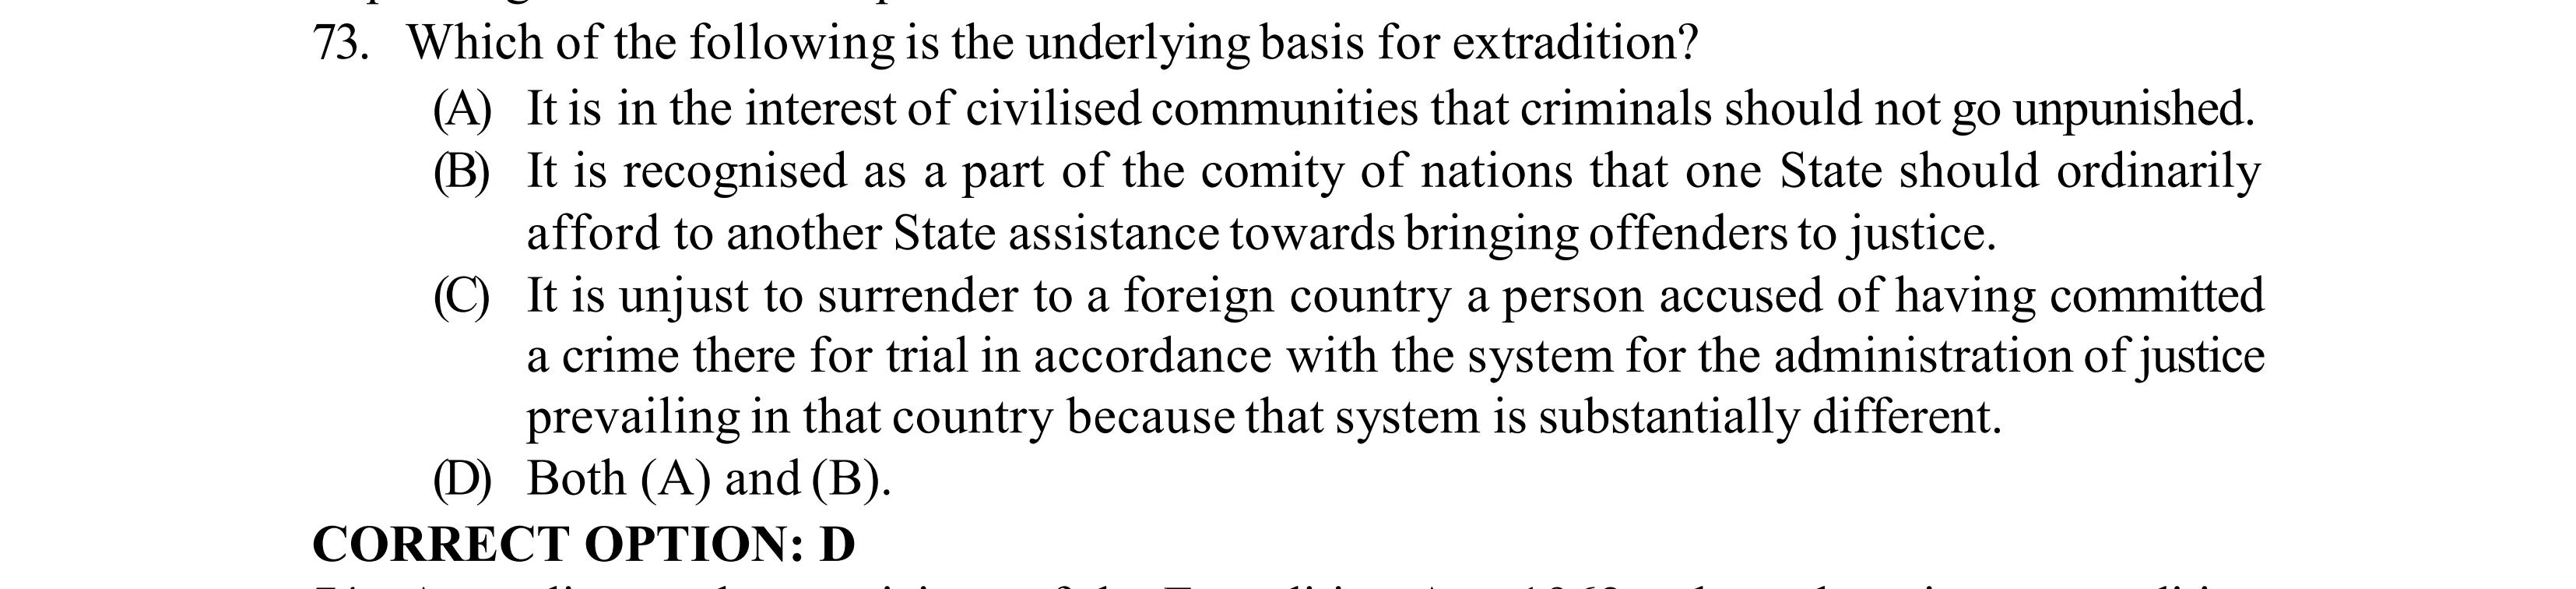 73. Which of the following is the underlying basis for extradition?
(A) It is in the interest of civilised communities that criminals should not go unpunished.
(B) It is recognised as a part of the comity of nations that one State should ordinarily
afford to another State assistance towards bringing offenders to justice.
(C) It is unjust to surrender to a foreign country a person accused of having committed
a crime there for trial in accordance with the system for the administration of justice
prevailing in that country because that system is substantially different.
(D) Both (A) and (B).
CORRECT OPTION: D